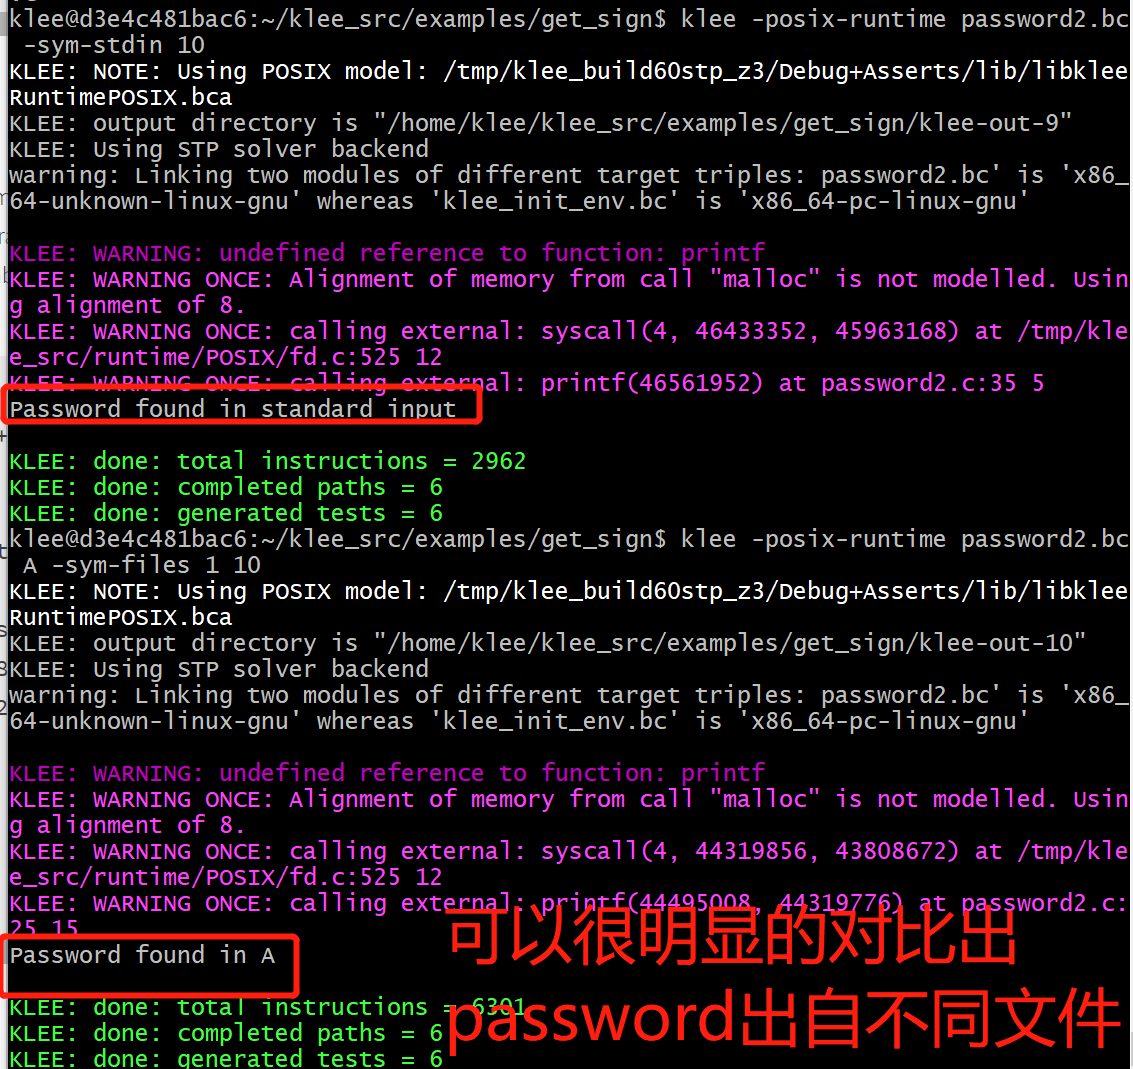 klee@d3e4c481bac6:~/klee_src/examples/get_sign$ klee -posix-runtime password2.bc
-sym-stdin 10
KLEE: NOTE: Using POSIX model: /tmp/klee_build60stp_z3/Debug+Asserts/lib/libklee
RuntimePOSIX.bca
KLEE: output directory is "/home/klee/klee_src/examples/get_sign/klee-out-9"
KLEE: Using STP solver backend
warning: Linking two modules of different target triples: password2.bc' is 'x86_
64-unknown-linux-gnu' whereas 'klee_init_env.bc' is 'x86_64-pc-linux-gnu'
KLEE: WARNING: undefined reference to function: printf
KLEE: WARNING ONCE: Alignment of memory from call "malloc" is not modelled. Usin
g alignment of 8.
KLEE: WARNING ONCE: calling external: syscall(4, 46433352, 45963168) at /tmp/kle
e_src/runtime/POSIX/fd.c:525 12
KLEE: WARNING ONCE: calling external: printf(46561952) at password2.c:35 5
Password found in standard input
KLEE: done: total instructions = 2962
KLEE: done: completed paths = 6
KLEE: done: generated tests = 6
klee@d3e4c481bac6:~/klee_src/examples/get_sign$ klee -posix-runtime password2.bc
A -sym-files 1 10
KLEE: NOTE: Using POSIX model: /tmp/klee_build60stp_z3/Debug+Asserts/lib/libklee
RuntimePOSIX.bca
KLEE: output directory is "/home/klee/klee_src/examples/get_sign/klee-out-10"
KLEE: Using STP solver backend
warning: Linking two modules of different target triples: password2.bc' is 'x86_
64-unknown-linux-gnu' whereas 'klee_init_env.bc' is 'x86_64-pc-linux-gnu'
KLEE: WARNING: undefined reference to function: printf
KLEE: WARNING ONCE: Alignment of memory from call "malloc" is not modelled. Usin
g alignment of 8.
KLEE: WARNING ONCE: calling external: syscall(4, 44319856, 43808672) at /tmp/kle
e_src/runtime/POSIX/fd.c:525 12
KLEE: WARNING ONCE: calling external: printf(44495008, 44319776) at password2.c:
25 15
可以很明显的对比出
Password found in A
KLEE: done: total instructions = 6301
password出自不同文件
KLEE: done: completed paths = 6
KLEE: done: generated tests = 6